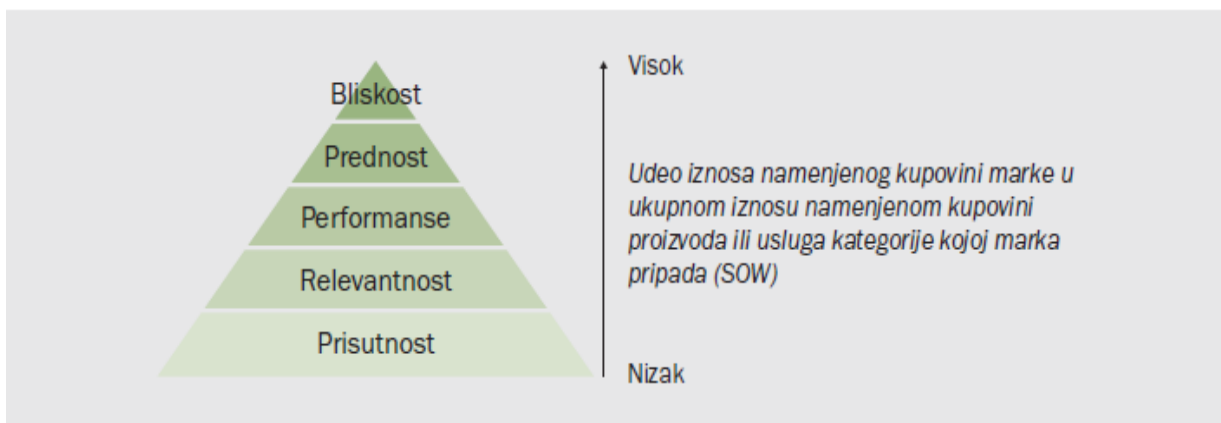 Bliskost
Prednost
Performanse
Relevantnost
Prisutnost
Visok
Udeo iznosa namenjenog kupovini marke u
ukupnom iznosu namenjenom kupovini
proizvoda ili usluga kategorije kojoj marka
pripada (SOW)
Nizak